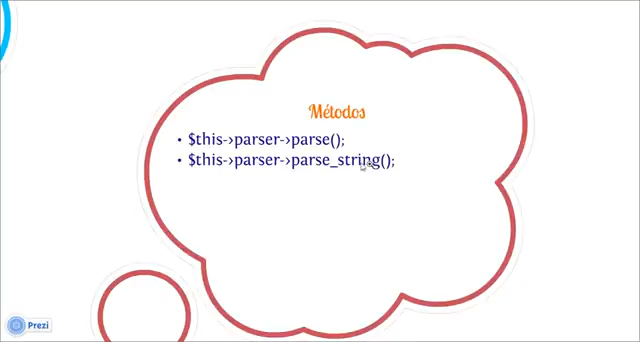 Métodos
• $this->parser->parse();
• $this->parser->parse_string();
Prezi